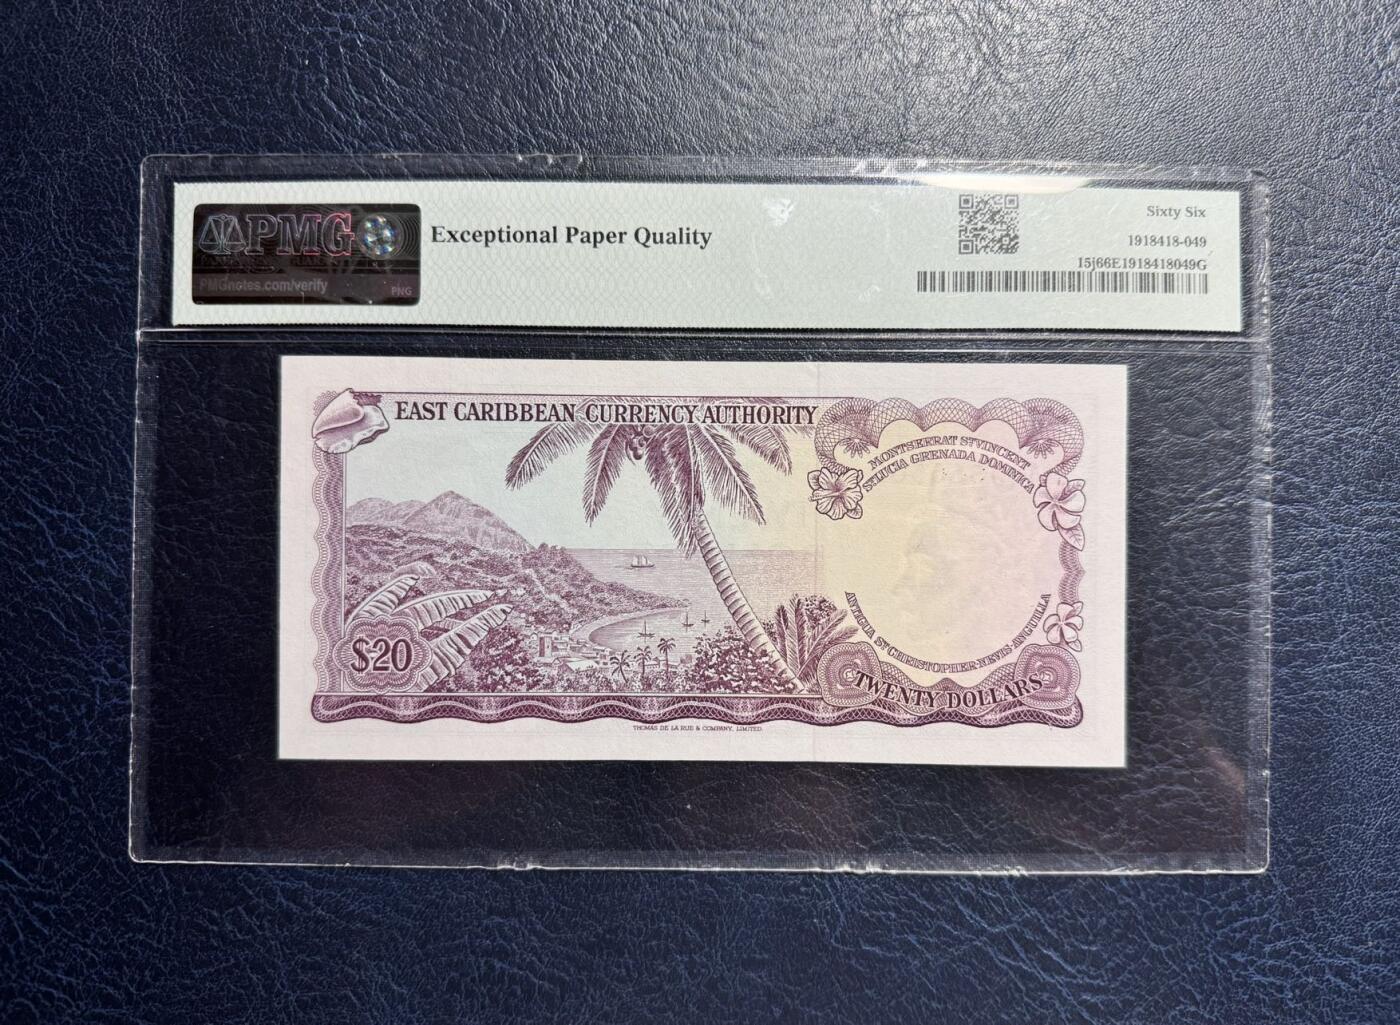 PMG
PMGnotes.com/verify
PNG
Exceptional Paper Quality
Sixty Six
1918418-049
15j66E1918418049G
EAST CARIBBEAN CURRENCY AUTHORITY
MONTSERRAT ST VINCENT
ST LUCIA GRENADA DOMINICA
ANTIGUA ST CHRISTOPHER-NEVIS-ANGUILLA
$20
TWENTY DOLLARS
THOMAS DE LA RUE & COMPANY, LIMITED.